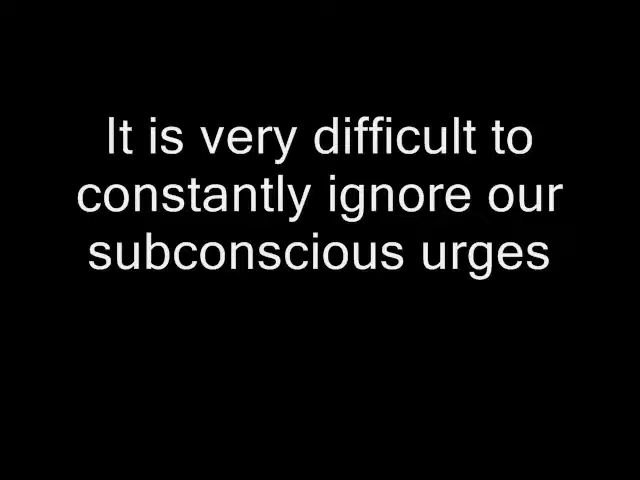 It is very difficult to
constantly ignore our
subconscious urges